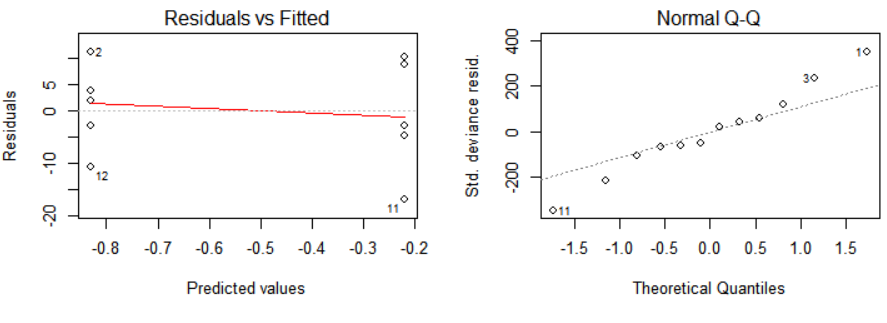 Residuals vs Fitted
Residuals
5
0
-10
-20
2
12
11
-0.8 -0.7 -0.6 -0.5 -0.4 -0.3 -0.2
Predicted values
Normal Q-Q
Std. deviance resid.
400
200
0
-200
1
3
11
-1.5 -1.0 -0.5 0.0 0.5 1.0 1.5
Theoretical Quantiles